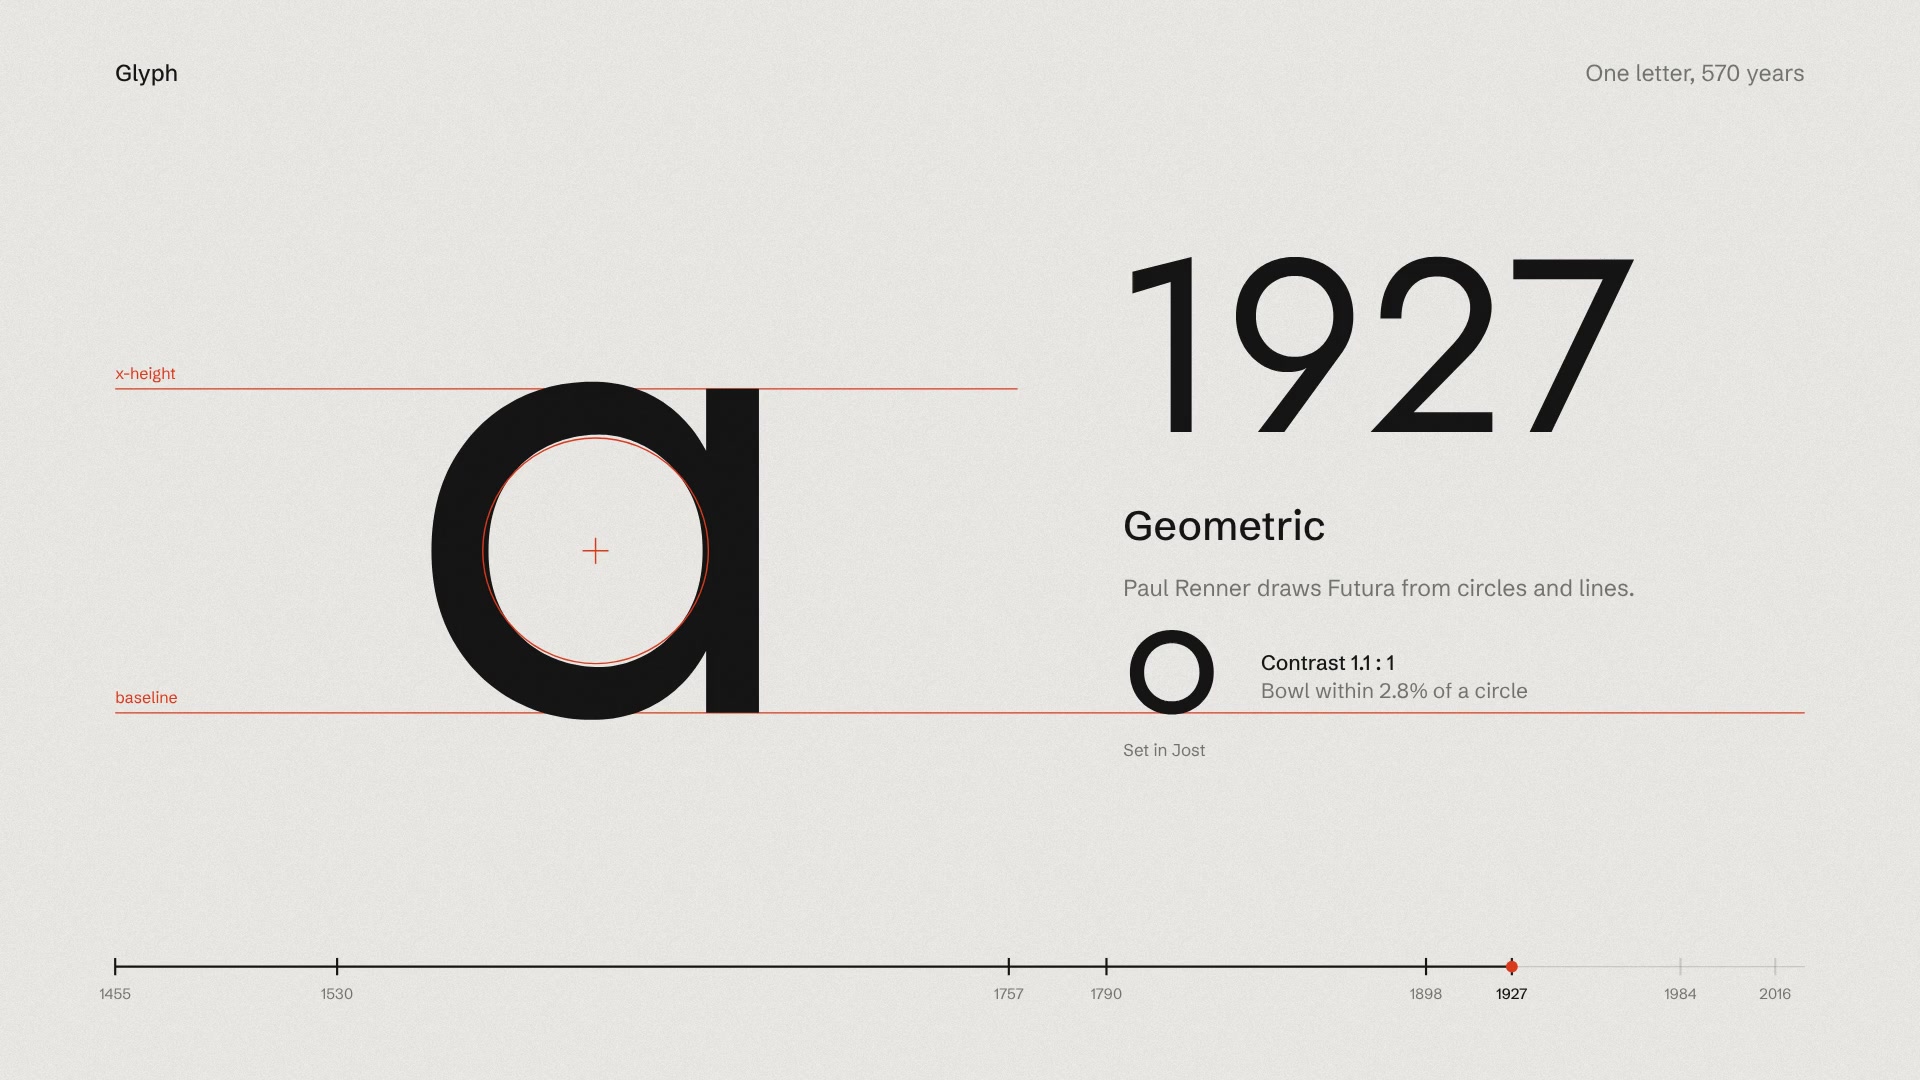 Glyph
One letter, 570 years
x-height
a
baseline
1927
Geometric
Paul Renner draws Futura from circles and lines.
o
Contrast 1.1 : 1
Bowl within 2.8% of a circle
Set in Jost
1455 1530 1757 1790 1898 1927 1984 2016